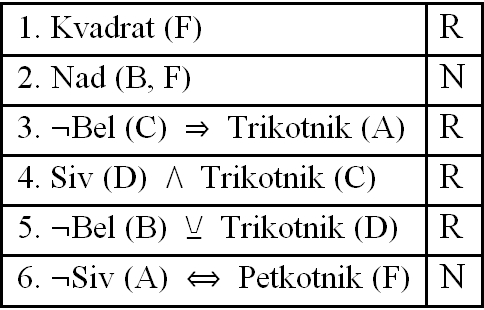 1. Kvadrat (F) R
2. Nad (B, F) N
3. ¬Bel (C) ⇒ Trikotnik (A) R
4. Siv (D) ∧ Trikotnik (C) R
5. ¬Bel (B) ⊻ Trikotnik (D) R
6. ¬Siv (A) ⇔ Petkotnik (F) N